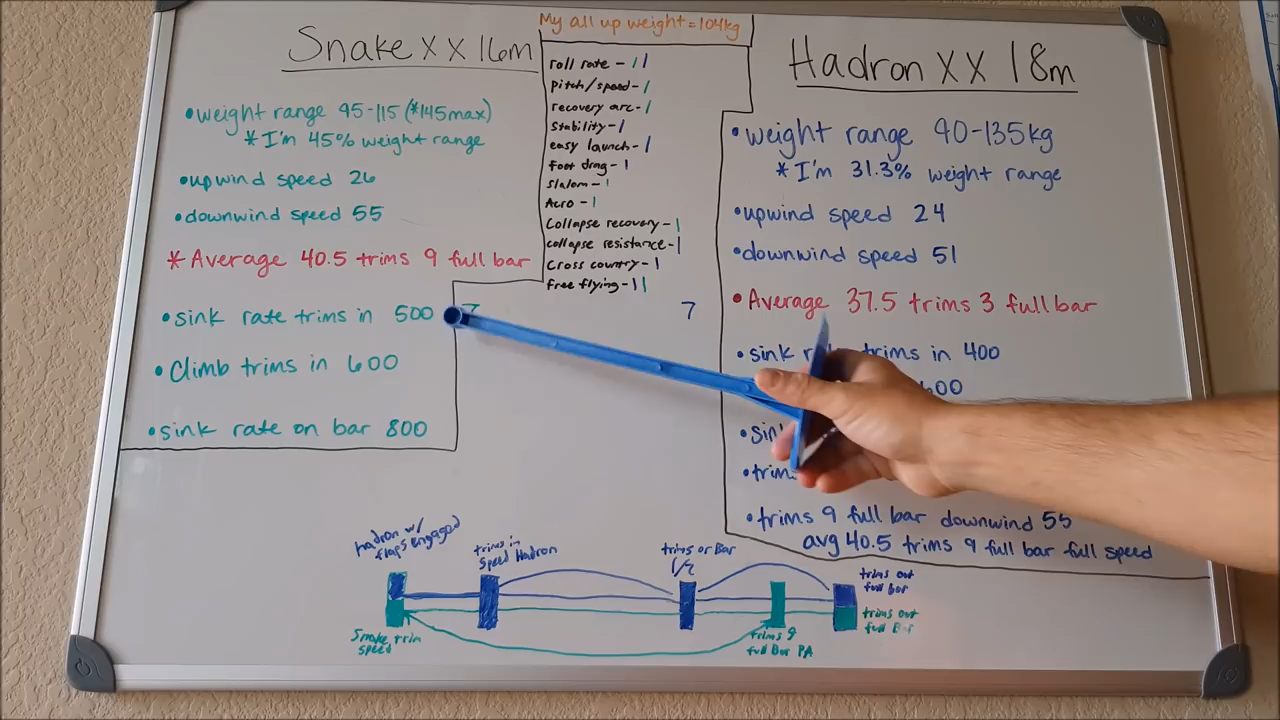 My all up weight = 104kg
Snake XX 16m
• weight range 95-115 (*145max)
* I'm 45% weight range
• upwind speed 26
• downwind speed 55
* Average 40.5 trims 9 full bar
• sink rate trims in 500
• Climb trims in 600
• sink rate on bar 800
roll rate - 11
pitch/speed - 1
recovery arc - 1
Stability - 1
easy launch - 1
foot drag - 1
slalom - 1
Acro - 1
Collapse recovery - 1
collapse resistance - 1
Cross country - 1
free flying - 11
7
7
Hadron XX 18m
• weight range 90-135kg
* I'm 31.3% weight range
• upwind speed 24
• downwind speed 51
• Average 37.5 trims 3 full bar
• sink trims in 400
600
• trims 9 full bar downwind 55
avg 40.5 trims 9 full bar full speed
hadron w/
flaps engaged
trims in
Speed Hadron
trims or Bar
1/2
trims out
full bar
Snake trim
speed
trims 9
full Bar PA
trims out
full Bar